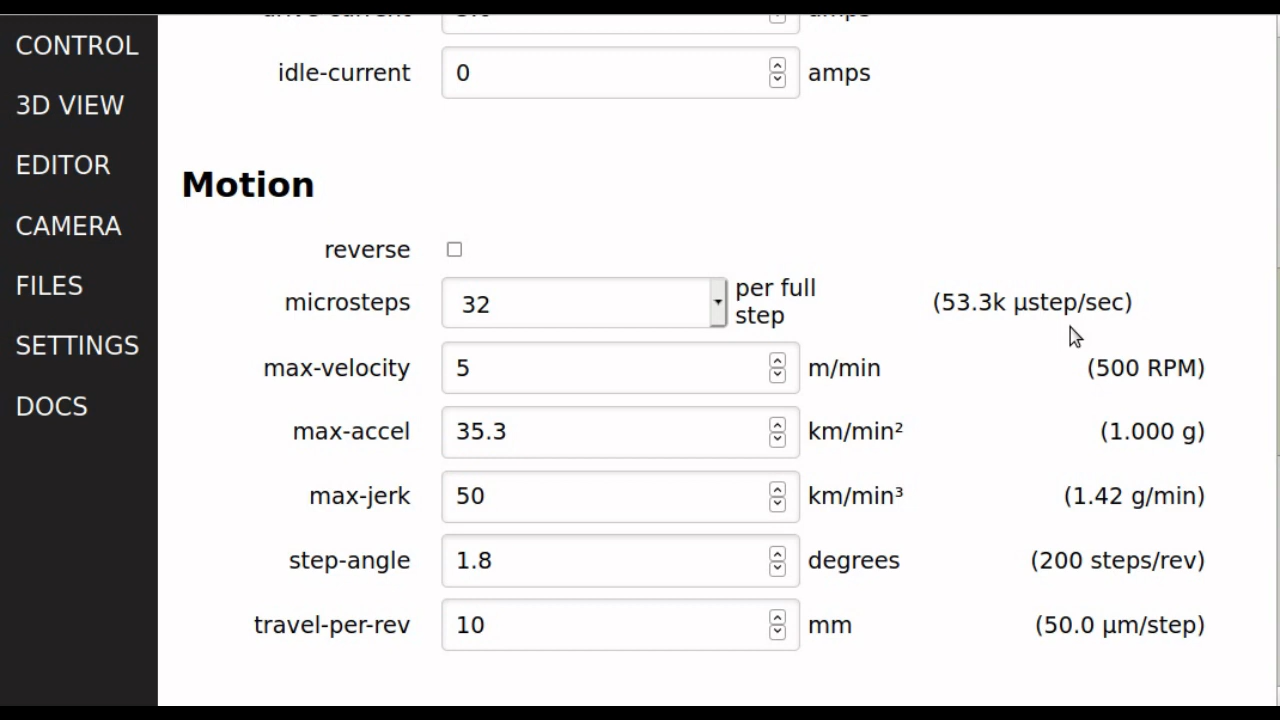 CONTROL
3D VIEW
EDITOR
CAMERA
FILES
SETTINGS
DOCS
idle-current 0 amps
Motion
reverse
microsteps 32 per full step (53.3k µstep/sec)
max-velocity 5 m/min (500 RPM)
max-accel 35.3 km/min² (1.000 g)
max-jerk 50 km/min³ (1.42 g/min)
step-angle 1.8 degrees (200 steps/rev)
travel-per-rev 10 mm (50.0 µm/step)